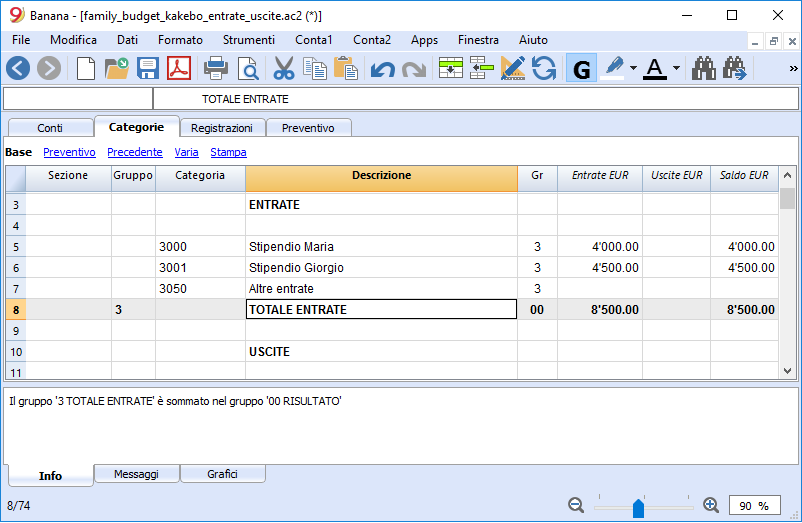 Banana - [family_budget_kakebo_entrate_uscite.ac2 (*)]
File Modifica Dati Formato Strumenti Conta1 Conta2 Apps Finestra Aiuto
G A »
TOTALE ENTRATE
Conti Categorie Registrazioni Preventivo
Base Preventivo Precedente Varia Stampa
Sezione Gruppo Categoria Descrizione Gr Entrate EUR Uscite EUR Saldo EUR
3 ENTRATE
4
5 3000 Stipendio Maria 3 4'000.00 4'000.00
6 3001 Stipendio Giorgio 3 4'500.00 4'500.00
7 3050 Altre entrate 3
8 3 TOTALE ENTRATE 00 8'500.00 8'500.00
9
10 USCITE
11
Il gruppo '3 TOTALE ENTRATE' è sommato nel gruppo '00 RISULTATO'
Info Messaggi Grafici
8/74 90 %